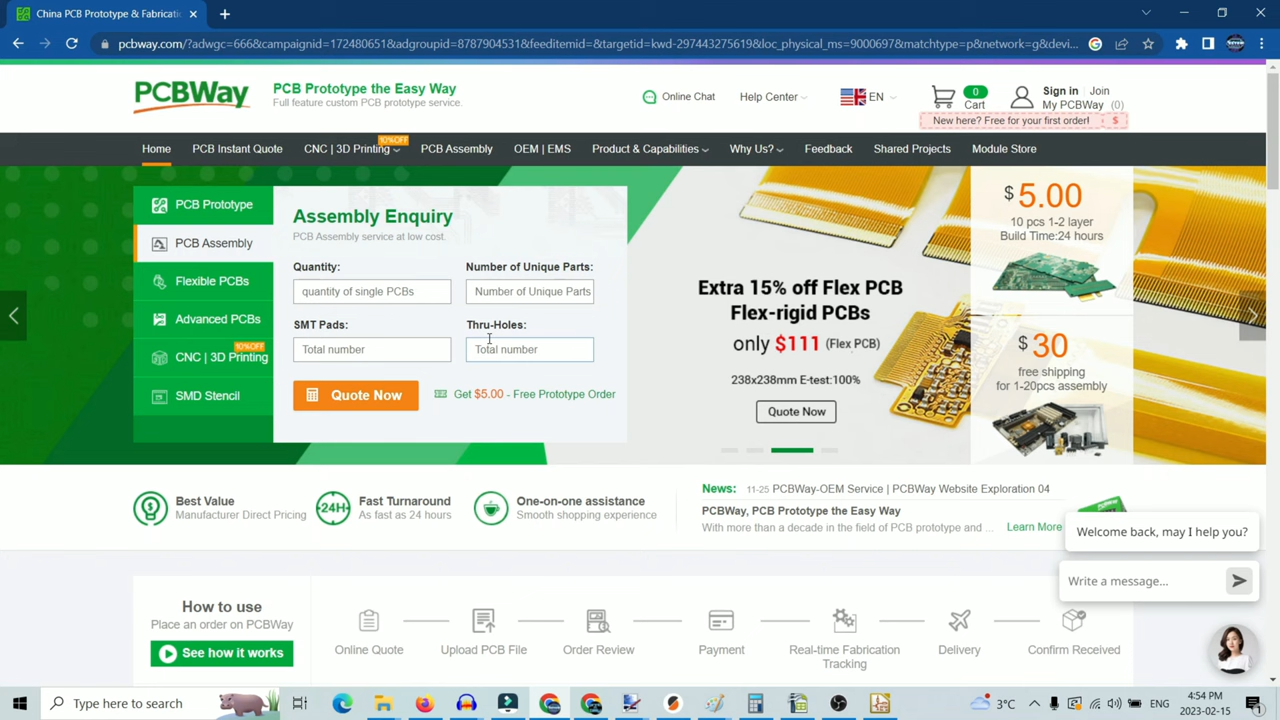 China PCB Prototype & Fabricati
pcbway.com/?adwgc=666&campaignid=172480651&adgroupid=8787904531&feeditemid=&targetid=kwd-297443275619&loc_physical_ms=9000697&matchtype=p&network=g&devi...
PCBWay
PCB Prototype the Easy Way
Full feature custom PCB prototype service.
Online Chat
Help Center
EN
0
Cart
Sign in
Join
My PCBWay (0)
New here? Free for your first order! $
Home
PCB Instant Quote
CNC | 3D Printing
10%OFF
PCB Assembly
OEM | EMS
Product & Capabilities
Why Us?
Feedback
Shared Projects
Module Store
PCB Prototype
PCB Assembly
Flexible PCBs
Advanced PCBs
10%OFF
CNC | 3D Printing
SMD Stencil
Assembly Enquiry
PCB Assembly service at low cost.
Quantity:
Number of Unique Parts:
quantity of single PCBs
Number of Unique Parts
SMT Pads:
Thru-Holes:
Total number
Total number
Quote Now
Get $5.00 - Free Prototype Order
Extra 15% off Flex PCB
Flex-rigid PCBs
only $111 (Flex PCB)
238x238mm E-test:100%
Quote Now
$ 5.00
10 pcs 1-2 layer
Build Time:24 hours
$ 30
free shipping
for 1-20pcs assembly
Best Value
Manufacturer Direct Pricing
24H
Fast Turnaround
As fast as 24 hours
One-on-one assistance
Smooth shopping experience
News: 11-25 PCBWay-OEM Service | PCBWay Website Exploration 04
PCBWay, PCB Prototype the Easy Way
With more than a decade in the field of PCB prototype and ...
Learn More
Welcome back, may I help you?
Write a message...
How to use
Place an order on PCBWay
See how it works
Online Quote
Upload PCB File
Order Review
Payment
Real-time Fabrication
Tracking
Delivery
Confirm Received
Type here to search
3°C
ENG
4:54 PM
2023-02-15
1